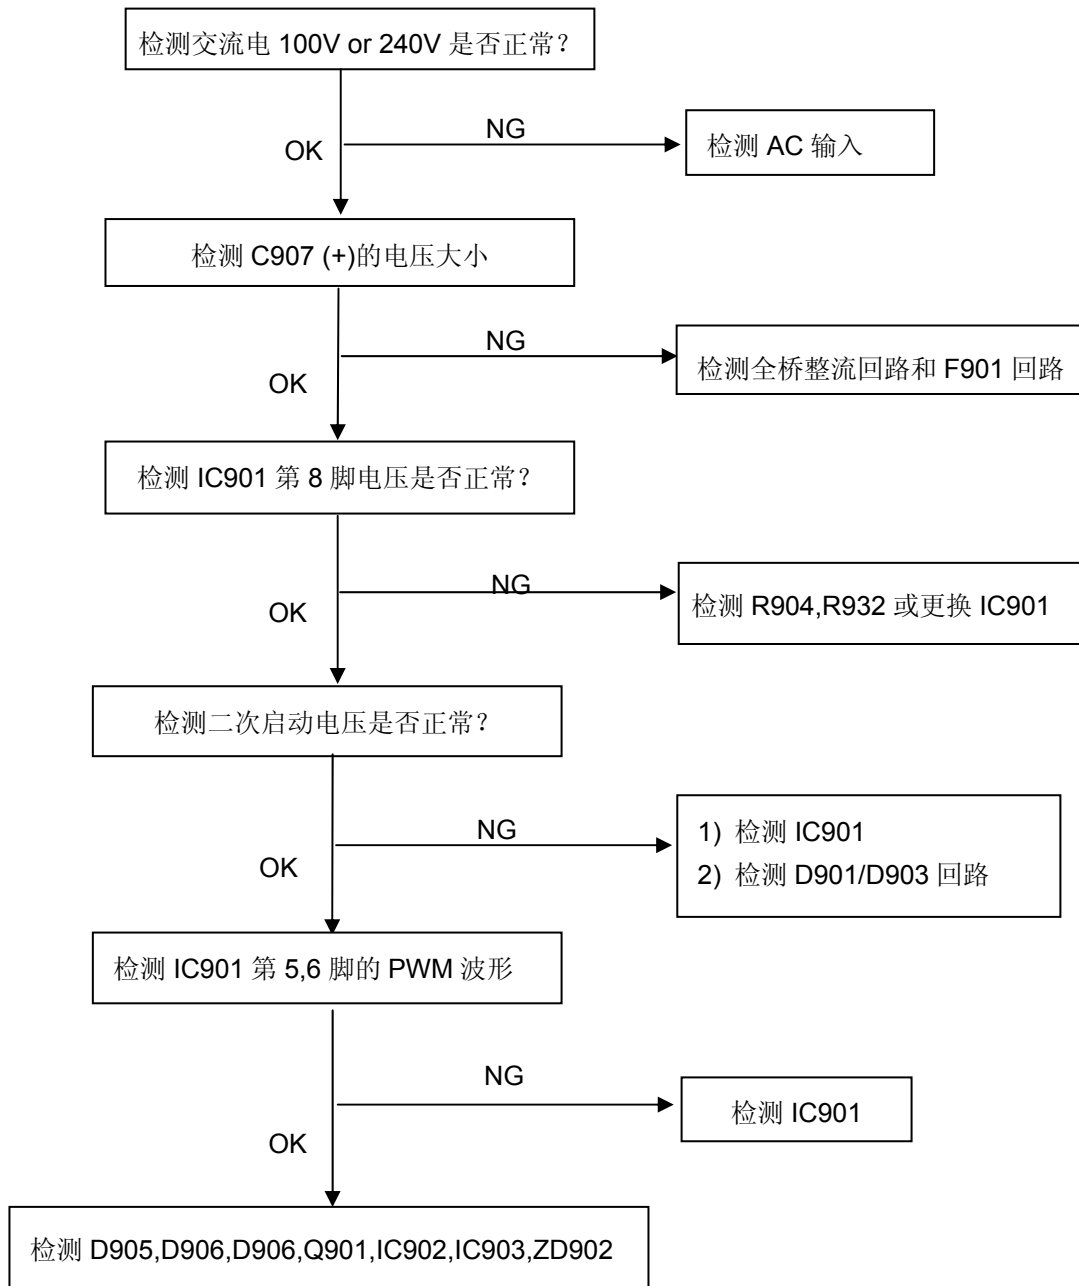 检测交流电 100V or 240V 是否正常？
NG
OK
检测 AC 输入
检测 C907 (+)的电压大小
NG
OK
检测全桥整流回路和 F901 回路
检测 IC901 第 8 脚电压是否正常？
NG
OK
检测 R904,R932 或更换 IC901
检测二次启动电压是否正常？
NG
OK
1) 检测 IC901
2) 检测 D901/D903 回路
检测 IC901 第 5,6 脚的 PWM 波形
NG
OK
检测 IC901
检测 D905,D906,D906,Q901,IC902,IC903,ZD902